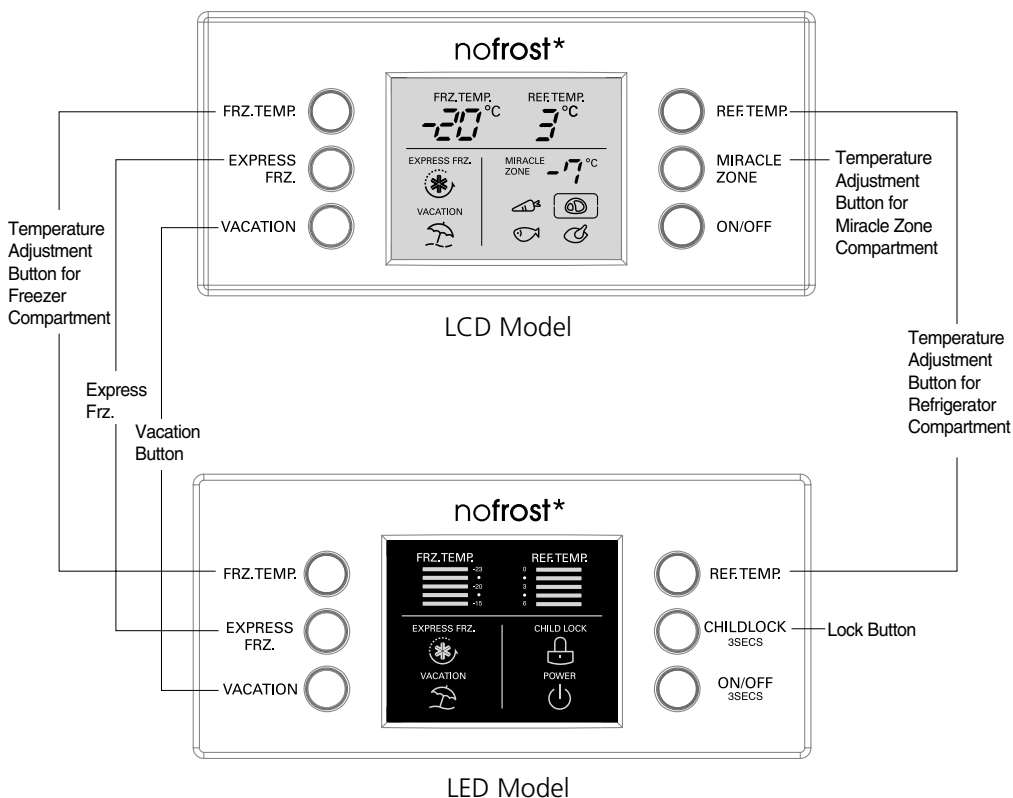 nofrost*
FRZ.TEMP.
EXPRESS
FRZ.
VACATION
FRZ.TEMP. REF.TEMP.
-20°C 3°C
EXPRESS FRZ.
MIRACLE
ZONE
-7°C
VACATION
REF.TEMP.
MIRACLE
ZONE
ON/OFF
LCD Model
Temperature
Adjustment
Button for
Freezer
Compartment
Express
Frz.
Vacation
Button
Temperature
Adjustment
Button for
Miracle Zone
Compartment
Temperature
Adjustment
Button for
Refrigerator
Compartment
nofrost*
FRZ.TEMP.
EXPRESS
FRZ.
VACATION
FRZ.TEMP. REF.TEMP.
-23 0
-20 3
-15 6
EXPRESS FRZ. CHILD LOCK
VACATION POWER
REF.TEMP.
CHILDLOCK
3SECS
ON/OFF
3SECS
Lock Button
LED Model